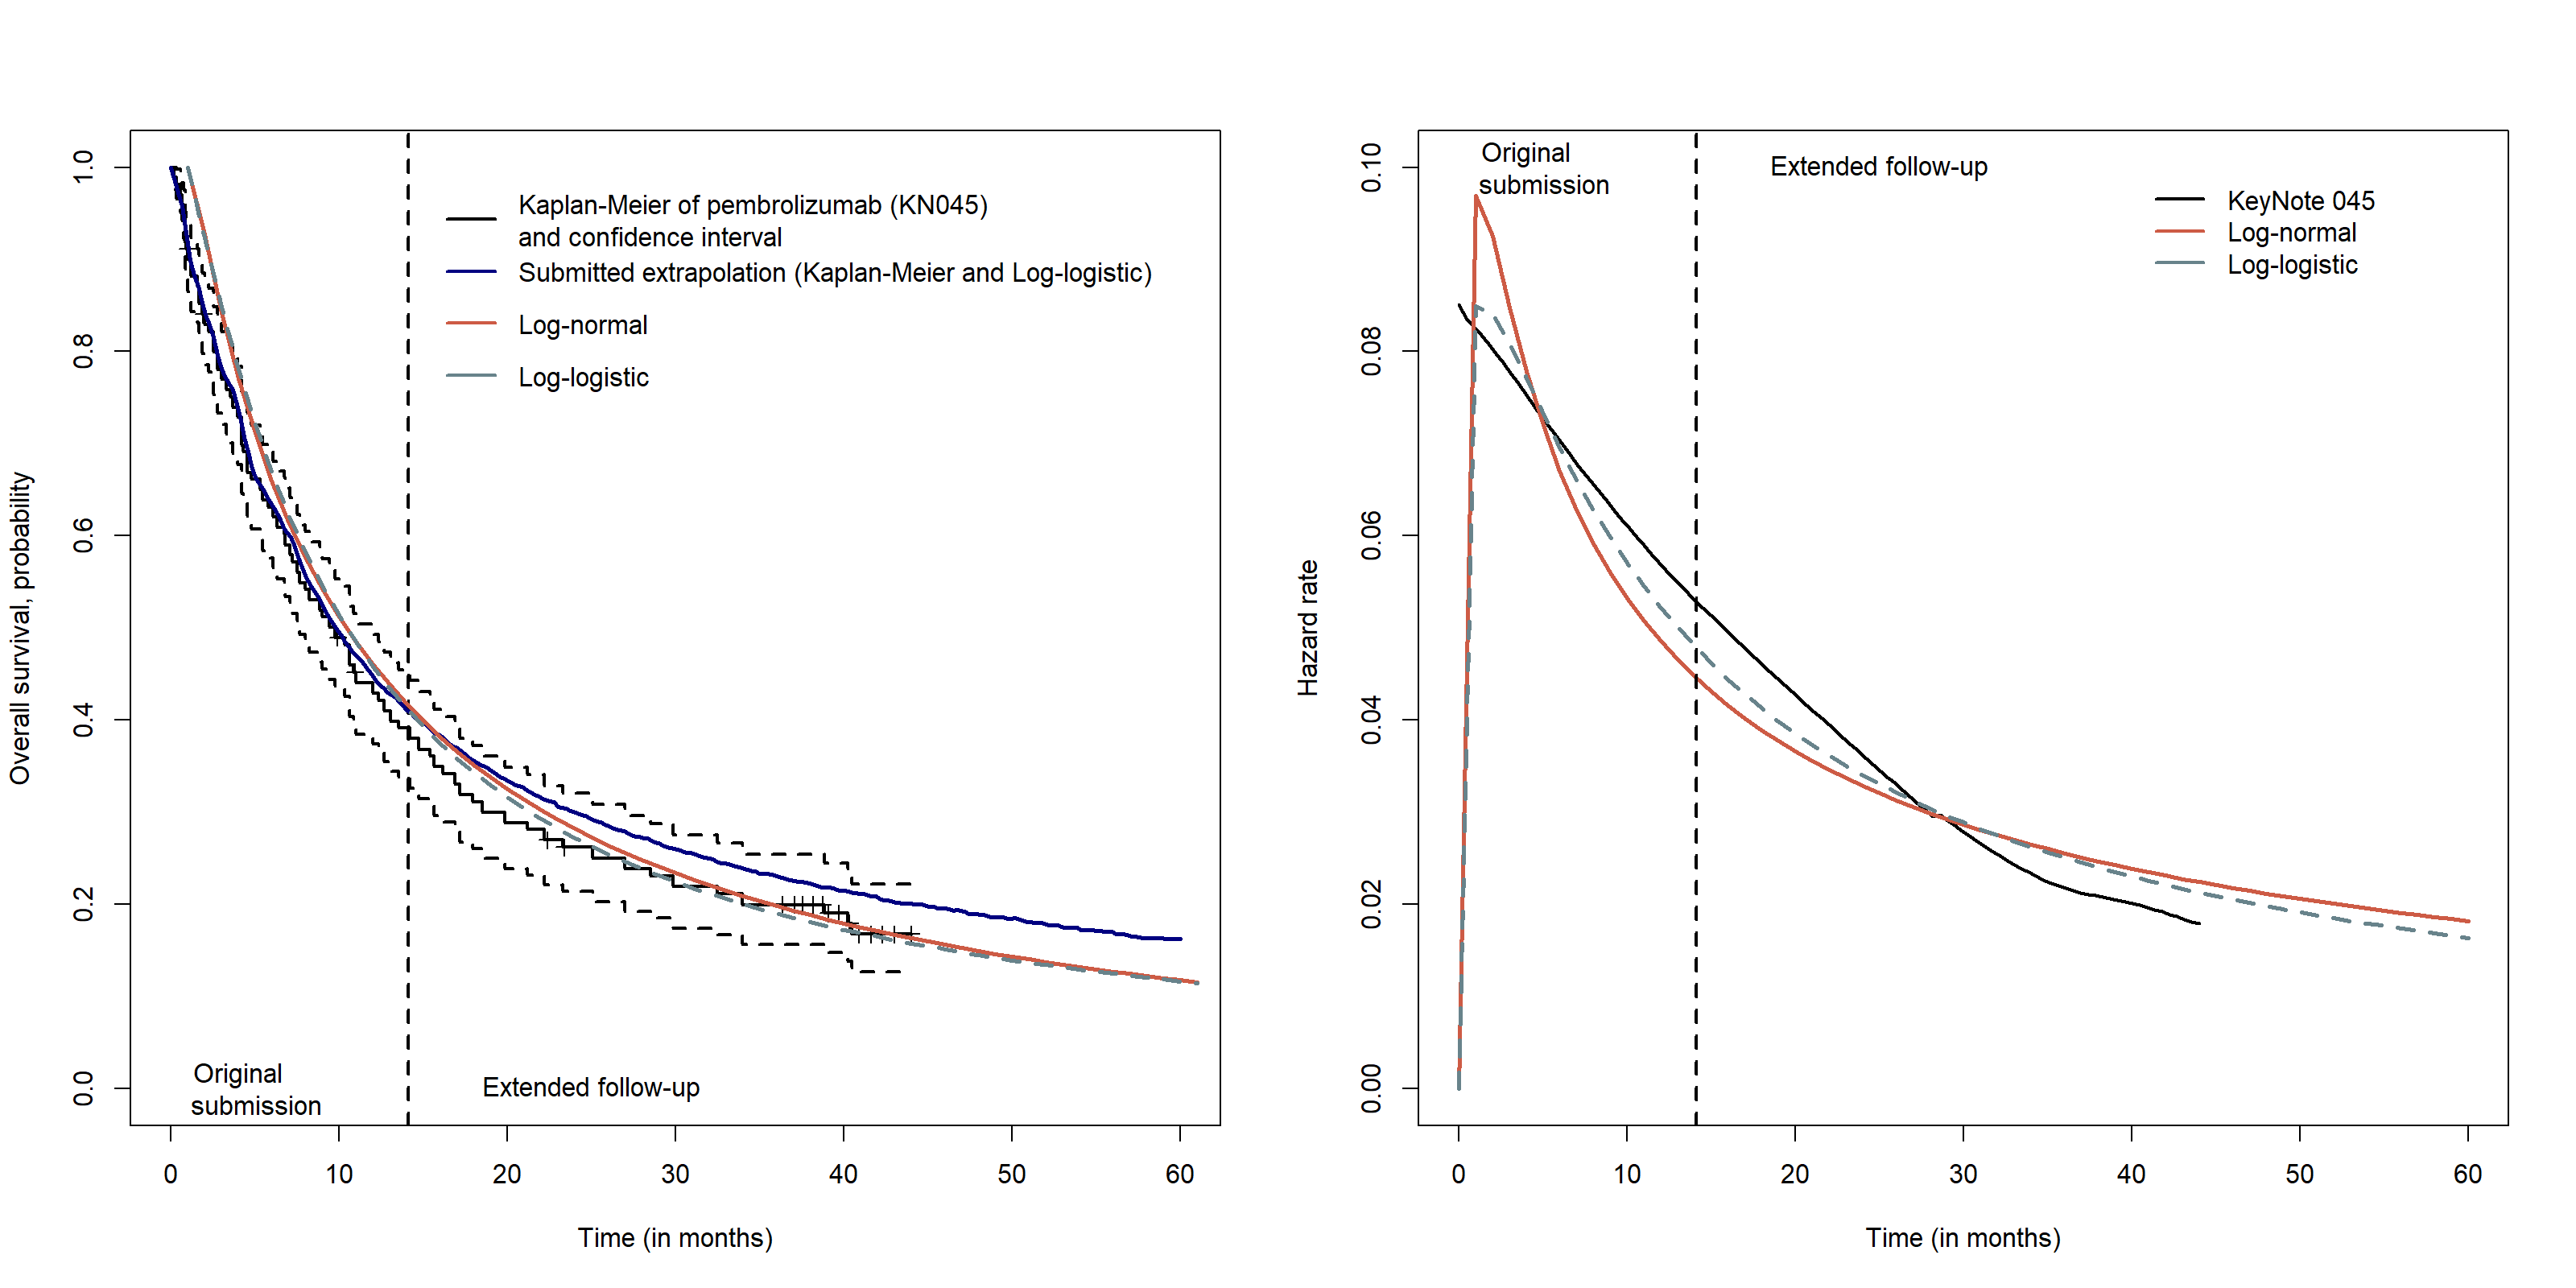 Overall survival, probability
1.0
0.8
0.6
0.4
0.2
0.0
Kaplan-Meier of pembrolizumab (KN045)
and confidence interval
Submitted extrapolation (Kaplan-Meier and Log-logistic)
Log-normal
Log-logistic
Original
submission
Extended follow-up
0 10 20 30 40 50 60
Time (in months)
Hazard rate
0.10
0.08
0.06
0.04
0.02
0.00
Original
submission
Extended follow-up
KeyNote 045
Log-normal
Log-logistic
0 10 20 30 40 50 60
Time (in months)